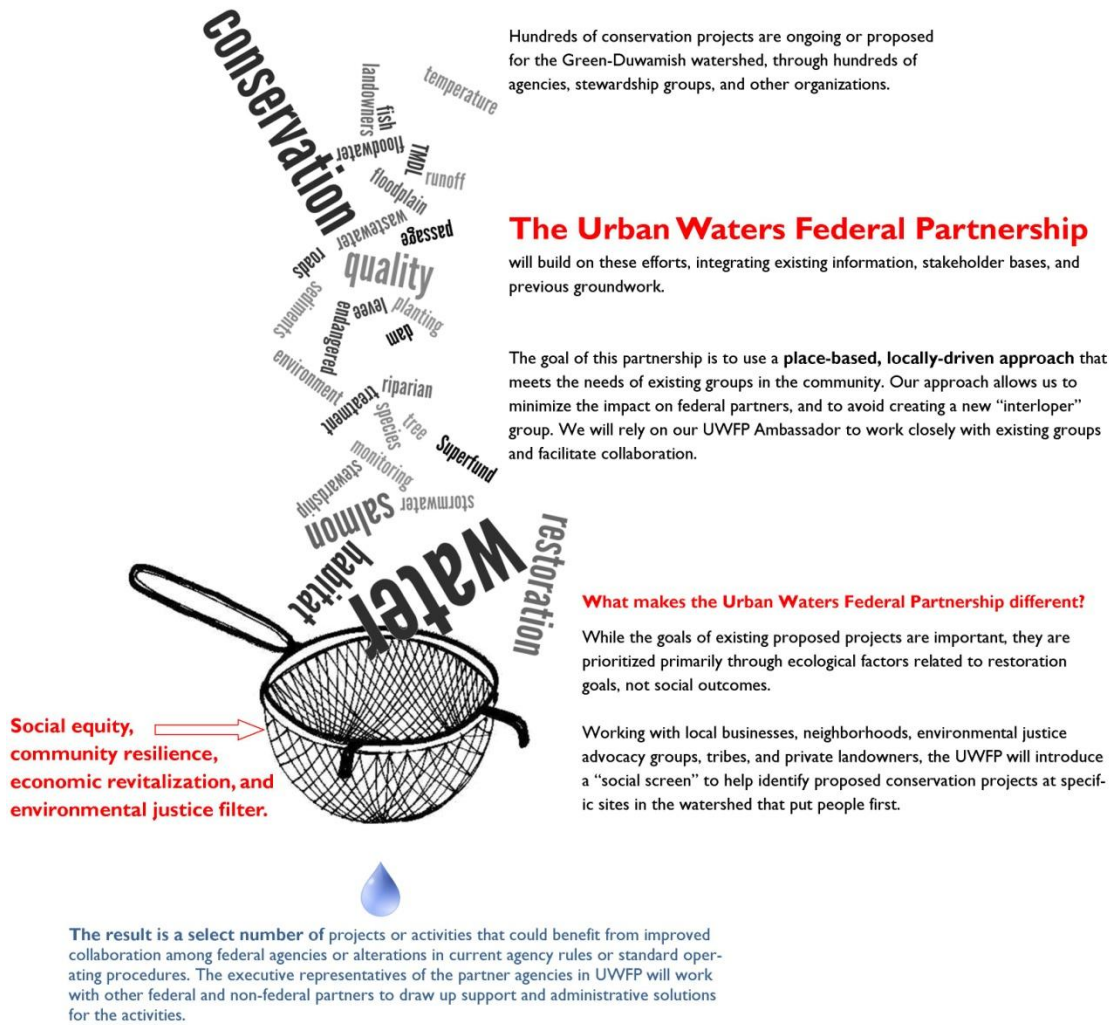 conservation
landowners
fish
temperature
floodwater
TMDL
runoff
floodplain
wastewater
passage
roads
quality
sediments
endangered
levee
planting
dam
environment
treatment
riparian
species
tree
Superfund
monitoring
stewardship
salmon
stormwater
habitat
water
restoration
Hundreds of conservation projects are ongoing or proposed
for the Green-Duwamish watershed, through hundreds of
agencies, stewardship groups, and other organizations.
The Urban Waters Federal Partnership
will build on these efforts, integrating existing information, stakeholder bases, and
previous groundwork.
The goal of this partnership is to use a place-based, locally-driven approach that
meets the needs of existing groups in the community. Our approach allows us to
minimize the impact on federal partners, and to avoid creating a new “interloper”
group. We will rely on our UWFP Ambassador to work closely with existing groups
and facilitate collaboration.
What makes the Urban Waters Federal Partnership different?
While the goals of existing proposed projects are important, they are
prioritized primarily through ecological factors related to restoration
goals, not social outcomes.
Working with local businesses, neighborhoods, environmental justice
advocacy groups, tribes, and private landowners, the UWFP will introduce
a “social screen” to help identify proposed conservation projects at specif-
ic sites in the watershed that put people first.
Social equity,
community resilience,
economic revitalization, and
environmental justice filter.
The result is a select number of projects or activities that could benefit from improved
collaboration among federal agencies or alterations in current agency rules or standard oper-
ating procedures. The executive representatives of the partner agencies in UWFP will work
with other federal and non-federal partners to draw up support and administrative solutions
for the activities.